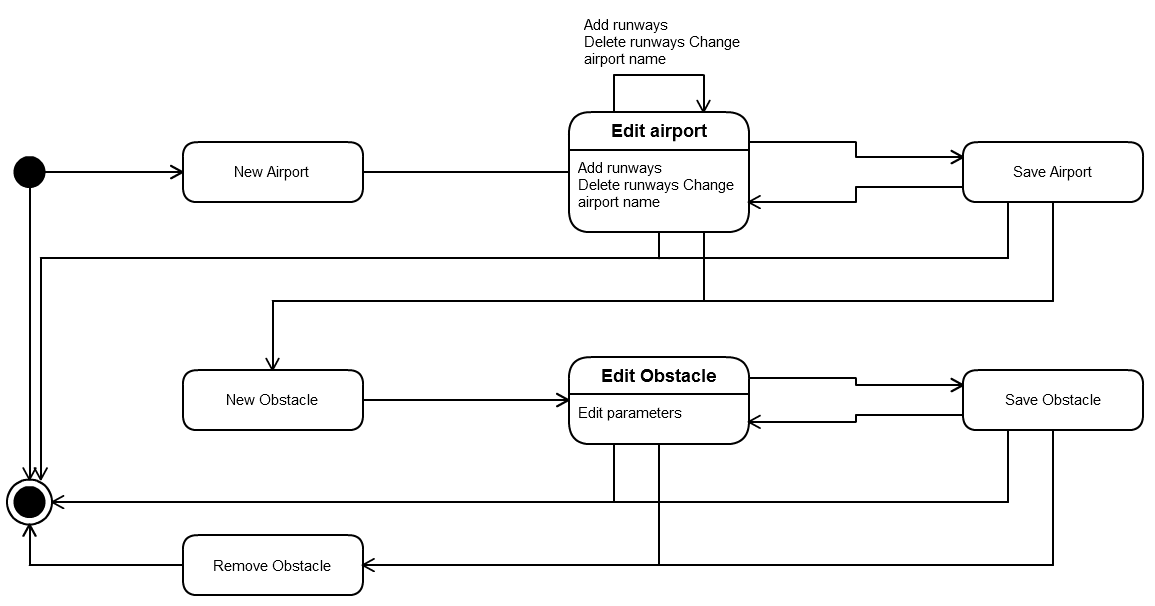 Add runways
Delete runways Change
airport name
Edit airport
New Airport
Add runways
Delete runways Change
airport name
Save Airport
New Obstacle
Edit Obstacle
Edit parameters
Save Obstacle
Remove Obstacle